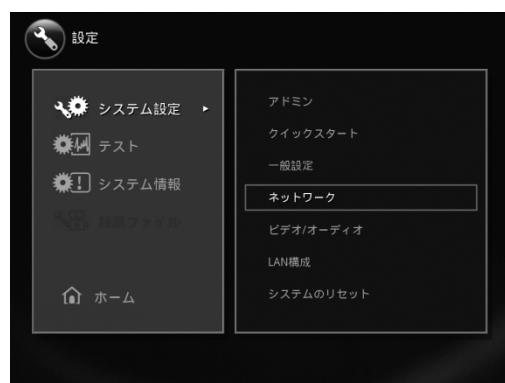 設定
システム設定
テスト
システム情報
ホーム
アドミン
クイックスタート
一般設定
ネットワーク
ビデオ/オーディオ
LAN構成
システムのリセット